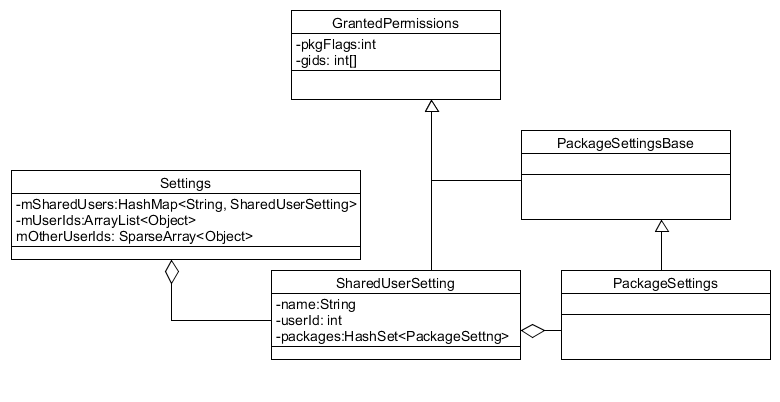 GrantedPermissions
-pkgFlags:int
-gids: int[]
PackageSettingsBase
Settings
-mSharedUsers:HashMap<String, SharedUserSetting>
-mUserIds:ArrayList<Object>
mOtherUserIds: SparseArray<Object>
SharedUserSetting
-name:String
-userId: int
-packages:HashSet<PackageSettng>
PackageSettings